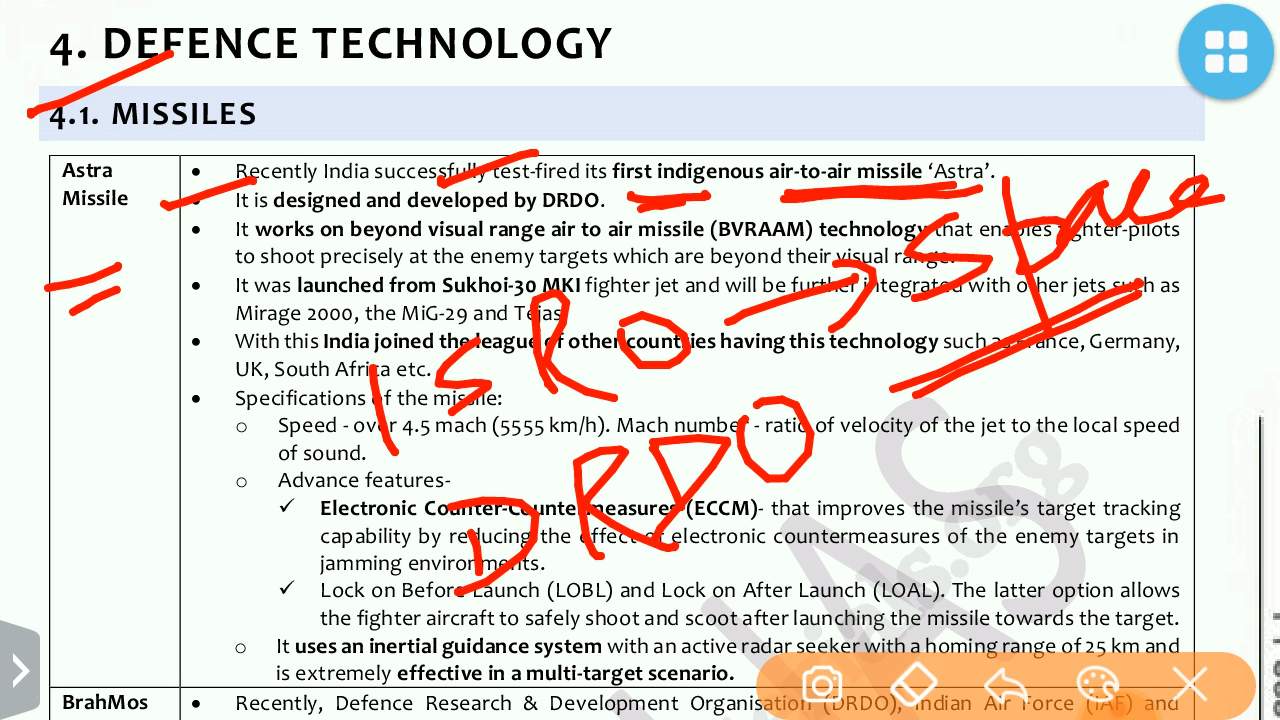 4. DEFENCE TECHNOLOGY
4.1. MISSILES
Astra Missile
• Recently India successfully test-fired its first indigenous air-to-air missile ‘Astra’.
• It is designed and developed by DRDO.
• It works on beyond visual range air to air missile (BVRAAM) technology that enables fighter-pilots
to shoot precisely at the enemy targets which are beyond their visual range.
• It was launched from Sukhoi-30 MKI fighter jet and will be further integrated with other jets such as
Mirage 2000, the MiG-29 and Tejas
• With this India joined the league of other countries having this technology such as France, Germany,
UK, South Africa etc.
• Specifications of the missile:
o Speed - over 4.5 mach (5555 km/h). Mach number - ratio of velocity of the jet to the local speed
of sound.
o Advance features-
✓ Electronic Counter-Countermeasures (ECCM)- that improves the missile’s target tracking
capability by reducing the effect of electronic countermeasures of the enemy targets in
jamming environments.
✓ Lock on Before Launch (LOBL) and Lock on After Launch (LOAL). The latter option allows
the fighter aircraft to safely shoot and scoot after launching the missile towards the target.
o It uses an inertial guidance system with an active radar seeker with a homing range of 25 km and
is extremely effective in a multi-target scenario.
BrahMos
• Recently, Defence Research & Development Organisation (DRDO), Indian Air Force (IAF) and
ISRO → Space
DRDO